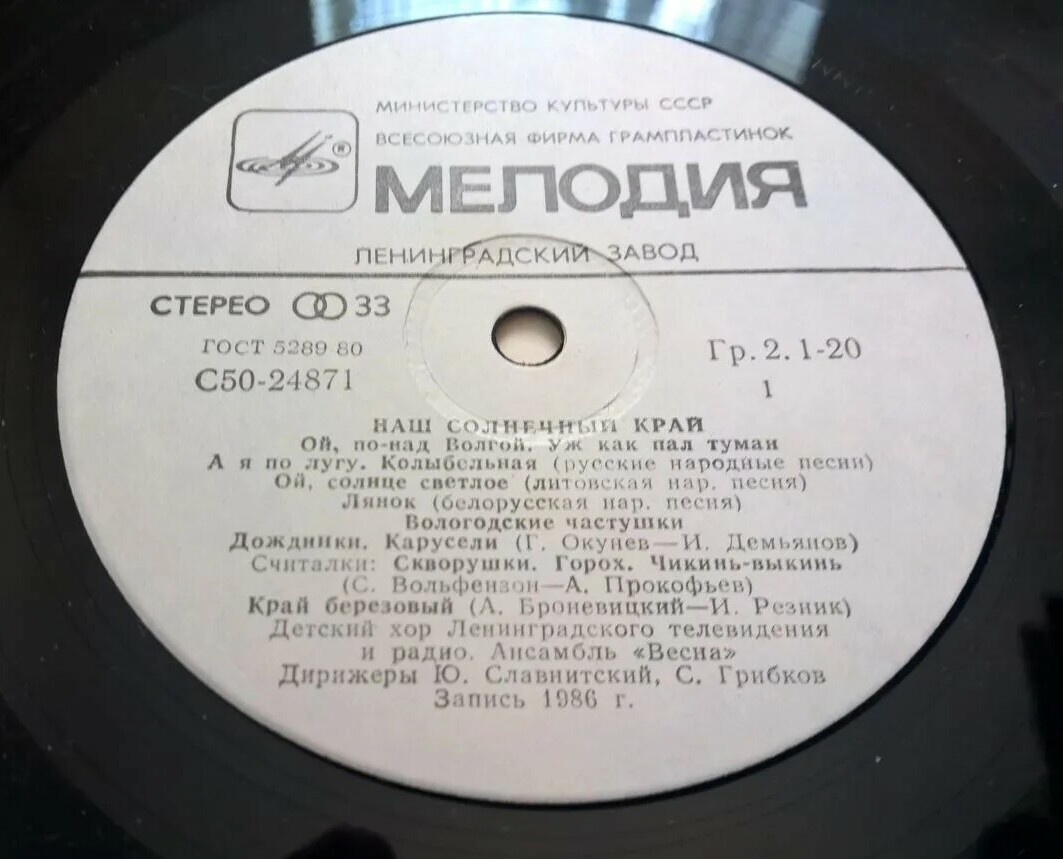 МИНИСТЕРСТВО КУЛЬТУРЫ СССР
ВСЕСОЮЗНАЯ ФИРМА ГРАМПЛАСТИНОК
®
МЕЛОДИЯ
ЛЕНИНГРАДСКИЙ ЗАВОД
СТЕРЕО 33
ГОСТ 5289 80
Гр. 2. 1-20
С50-24871
1
НАШ СОЛНЕЧНЫЙ КРАЙ
Ой, по-над Волгой. Уж как пал туман
А я по лугу. Колыбельная (русские народные песни)
Ой, солнце светлое (литовская нар. песня)
Лянок (белорусская нар. песня)
Вологодские частушки
Дождинки. Карусели (Г. Окунев—И. Демьянов)
Считалки: Скворушки. Горох. Чикинь-выкинь
(С. Вольфензон—А. Прокофьев)
Край березовый (А. Броневицкий—И. Резник)
Детский хор Ленинградского телевидения
и радио. Ансамбль «Весна»
Дирижеры Ю. Славнитский, С. Грибков
Запись 1986 г.